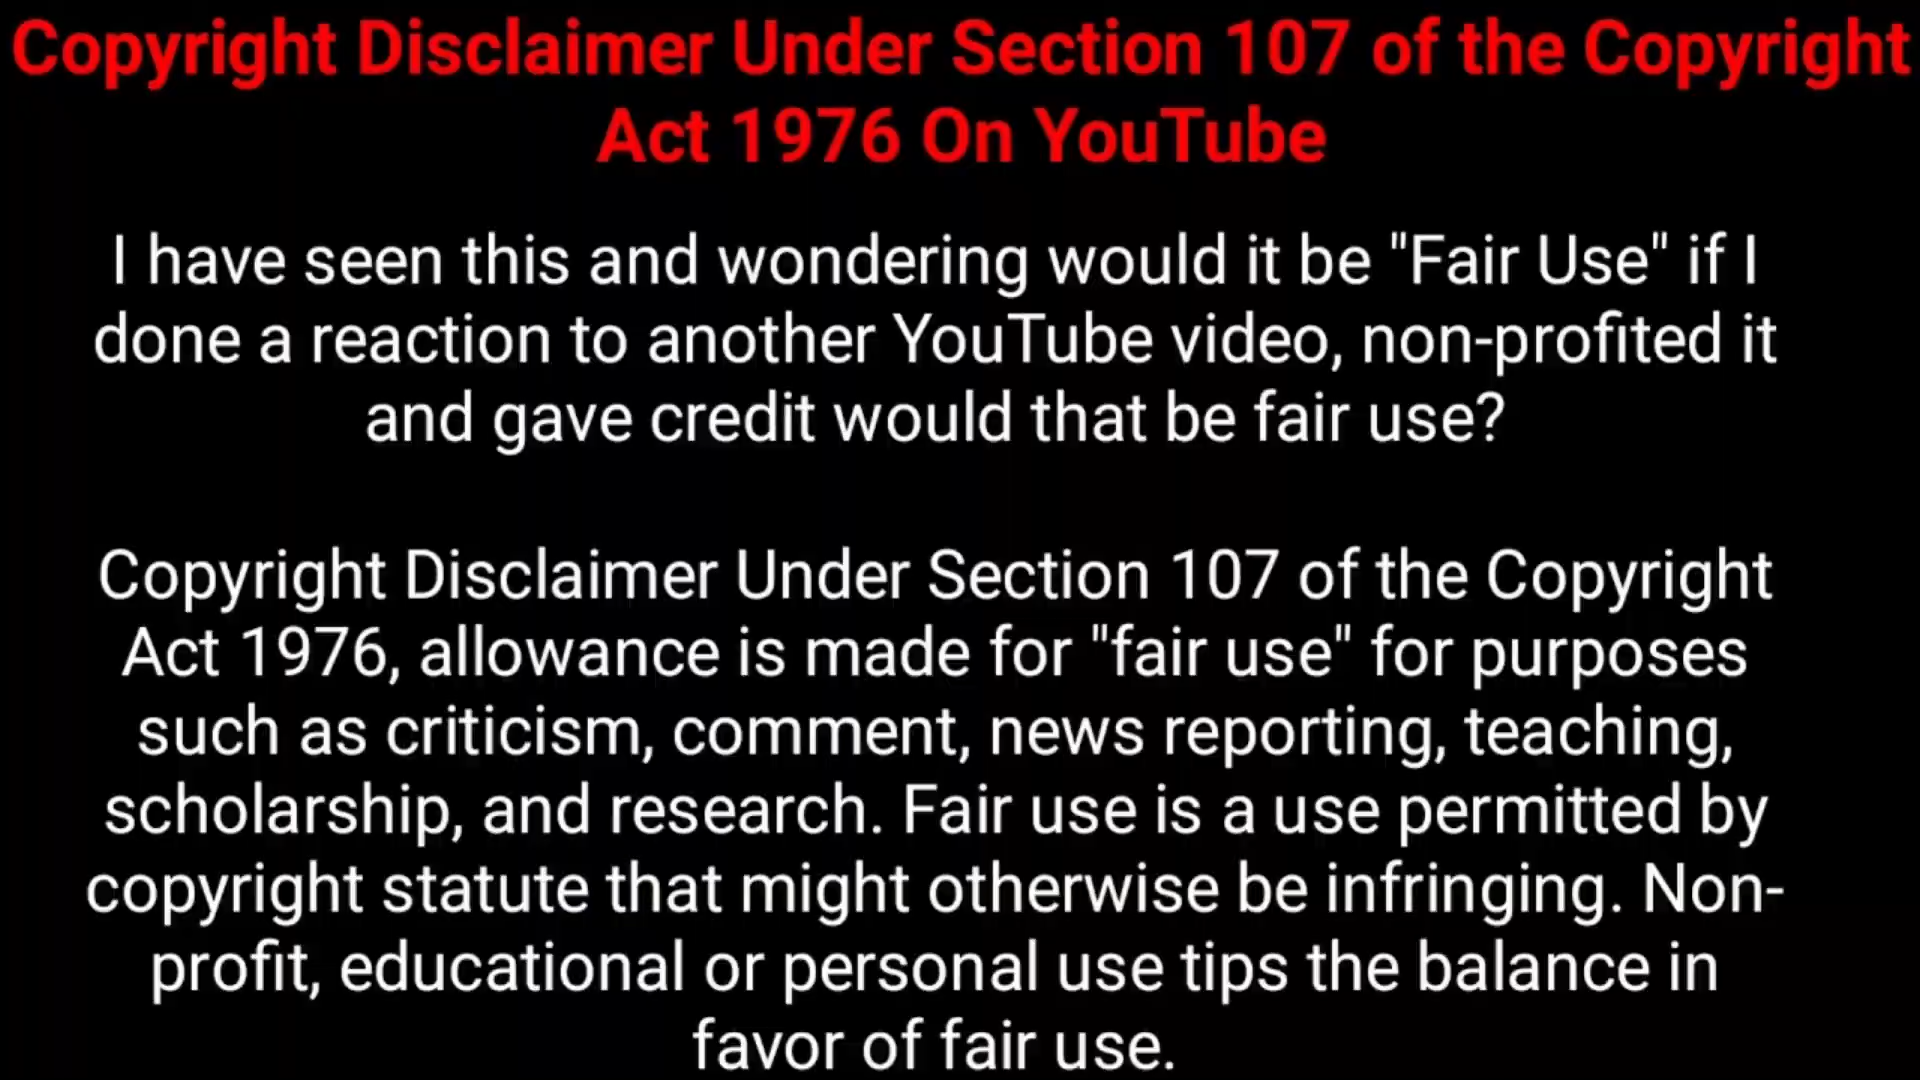 Copyright Disclaimer Under Section 107 of the Copyright
Act 1976 On YouTube
I have seen this and wondering would it be "Fair Use" if I
done a reaction to another YouTube video, non-profited it
and gave credit would that be fair use?
Copyright Disclaimer Under Section 107 of the Copyright
Act 1976, allowance is made for "fair use" for purposes
such as criticism, comment, news reporting, teaching,
scholarship, and research. Fair use is a use permitted by
copyright statute that might otherwise be infringing. Non-
profit, educational or personal use tips the balance in
favor of fair use.